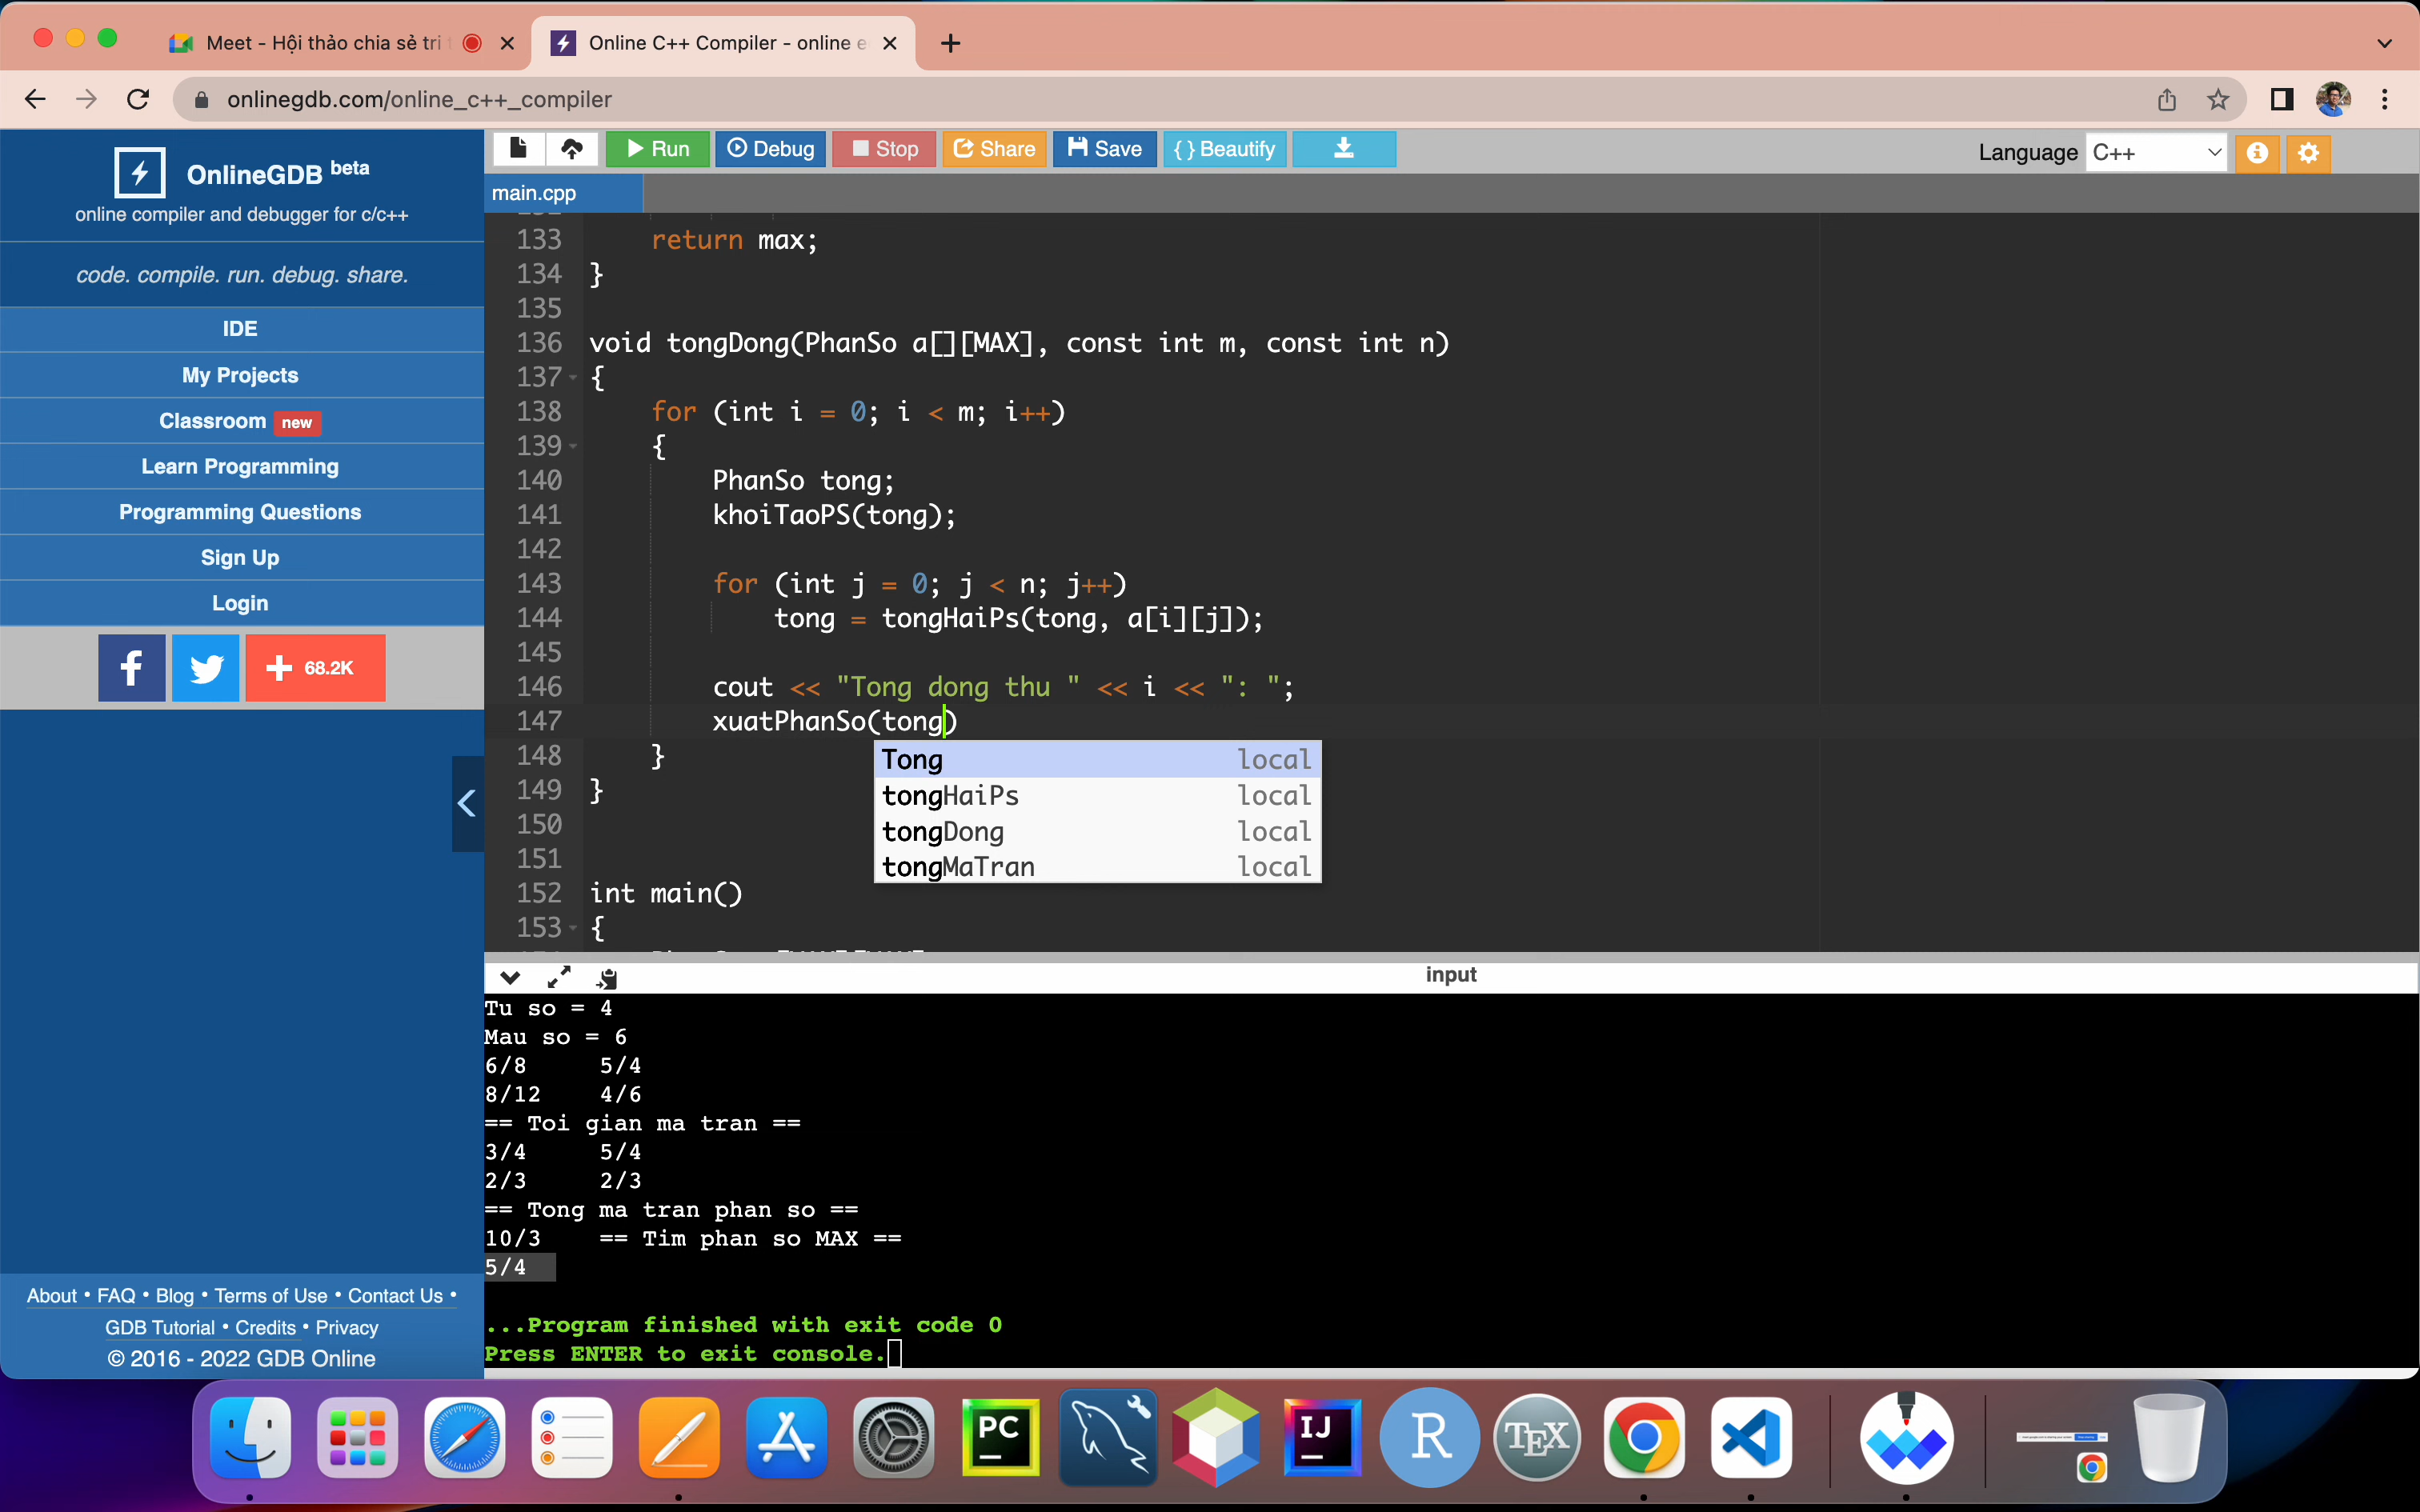 Meet - Hội thảo chia sẻ tri
Online C++ Compiler - online e
onlinegdb.com/online_c++_compiler
OnlineGDB beta
online compiler and debugger for c/c++
code. compile. run. debug. share.
IDE
My Projects
Classroom new
Learn Programming
Programming Questions
Sign Up
Login
68.2K
About • FAQ • Blog • Terms of Use • Contact Us •
GDB Tutorial • Credits • Privacy
© 2016 - 2022 GDB Online
Run Debug Stop Share Save { } Beautify
Language C++
main.cpp
133 return max;
134 }
135
136 void tongDong(PhanSo a[][MAX], const int m, const int n)
137 {
138 for (int i = 0; i < m; i++)
139 {
140 PhanSo tong;
141 khoiTaoPS(tong);
142
143 for (int j = 0; j < n; j++)
144 tong = tongHaiPs(tong, a[i][j]);
145
146 cout << "Tong dong thu " << i << ": ";
147 xuatPhanSo(tong)
148 }
149 }
150
151
152 int main()
153 {
Tong local
tongHaiPs local
tongDong local
tongMaTran local
input
Tu so = 4
Mau so = 6
6/8 5/4
8/12 4/6
== Toi gian ma tran ==
3/4 5/4
2/3 2/3
== Tong ma tran phan so ==
10/3 == Tim phan so MAX ==
5/4
...Program finished with exit code 0
Press ENTER to exit console.
PC
IJ
R
TEX